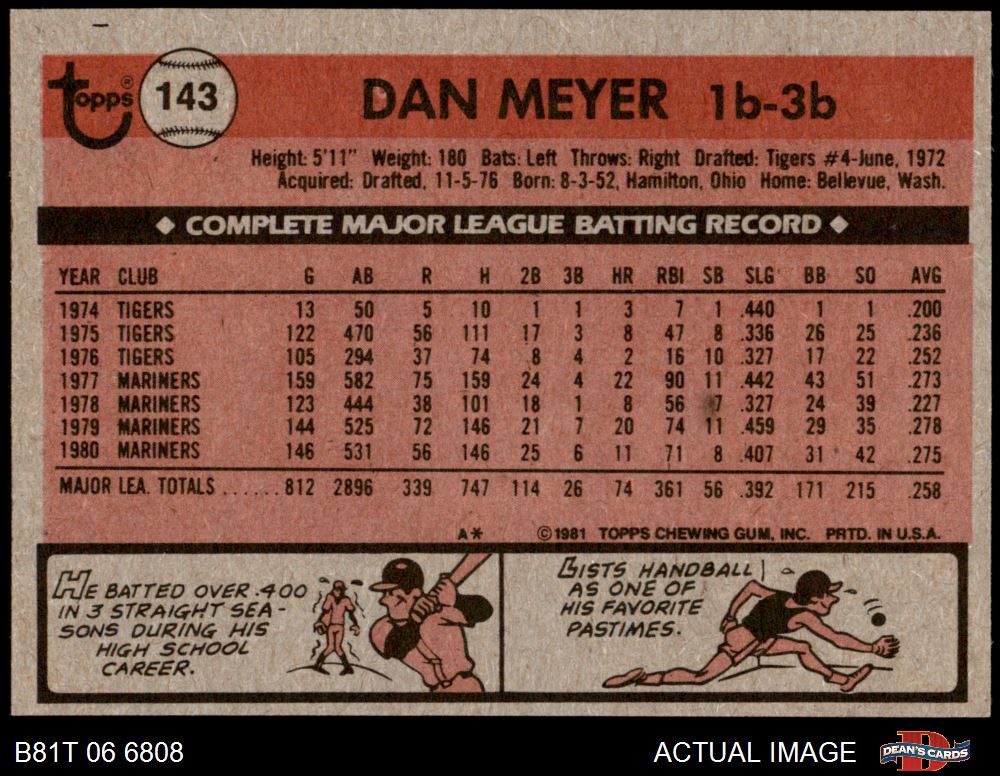 topps® 143 DAN MEYER 1b-3b
Height: 5'11" Weight: 180 Bats: Left Throws: Right Drafted: Tigers #4-June, 1972
Acquired: Drafted, 11-5-76 Born: 8-3-52, Hamilton, Ohio Home: Bellevue, Wash.
◆ COMPLETE MAJOR LEAGUE BATTING RECORD ◆
YEAR CLUB G AB R H 2B 3B HR RBI SB SLG BB SO AVG
1974 TIGERS 13 50 5 10 1 1 3 7 1 .440 1 1 .200
1975 TIGERS 122 470 56 111 17 3 8 47 8 .336 26 25 .236
1976 TIGERS 105 294 37 74 8 4 2 16 10 .327 17 22 .252
1977 MARINERS 159 582 75 159 24 4 22 90 11 .442 43 51 .273
1978 MARINERS 123 444 38 101 18 1 8 56 7 .327 24 39 .227
1979 MARINERS 144 525 72 146 21 7 20 74 11 .459 29 35 .278
1980 MARINERS 146 531 56 146 25 6 11 71 8 .407 31 42 .275
MAJOR LEA. TOTALS ...... 812 2896 339 747 114 26 74 361 56 .392 171 215 .258
A* ©1981 TOPPS CHEWING GUM, INC. PRTD. IN U.S.A.
HE BATTED OVER .400
IN 3 STRAIGHT SEA-
SONS DURING HIS
HIGH SCHOOL
CAREER.
LISTS HANDBALL
AS ONE OF
HIS FAVORITE
PASTIMES.
B81T 06 6808 ACTUAL IMAGE DEAN'S CARDS